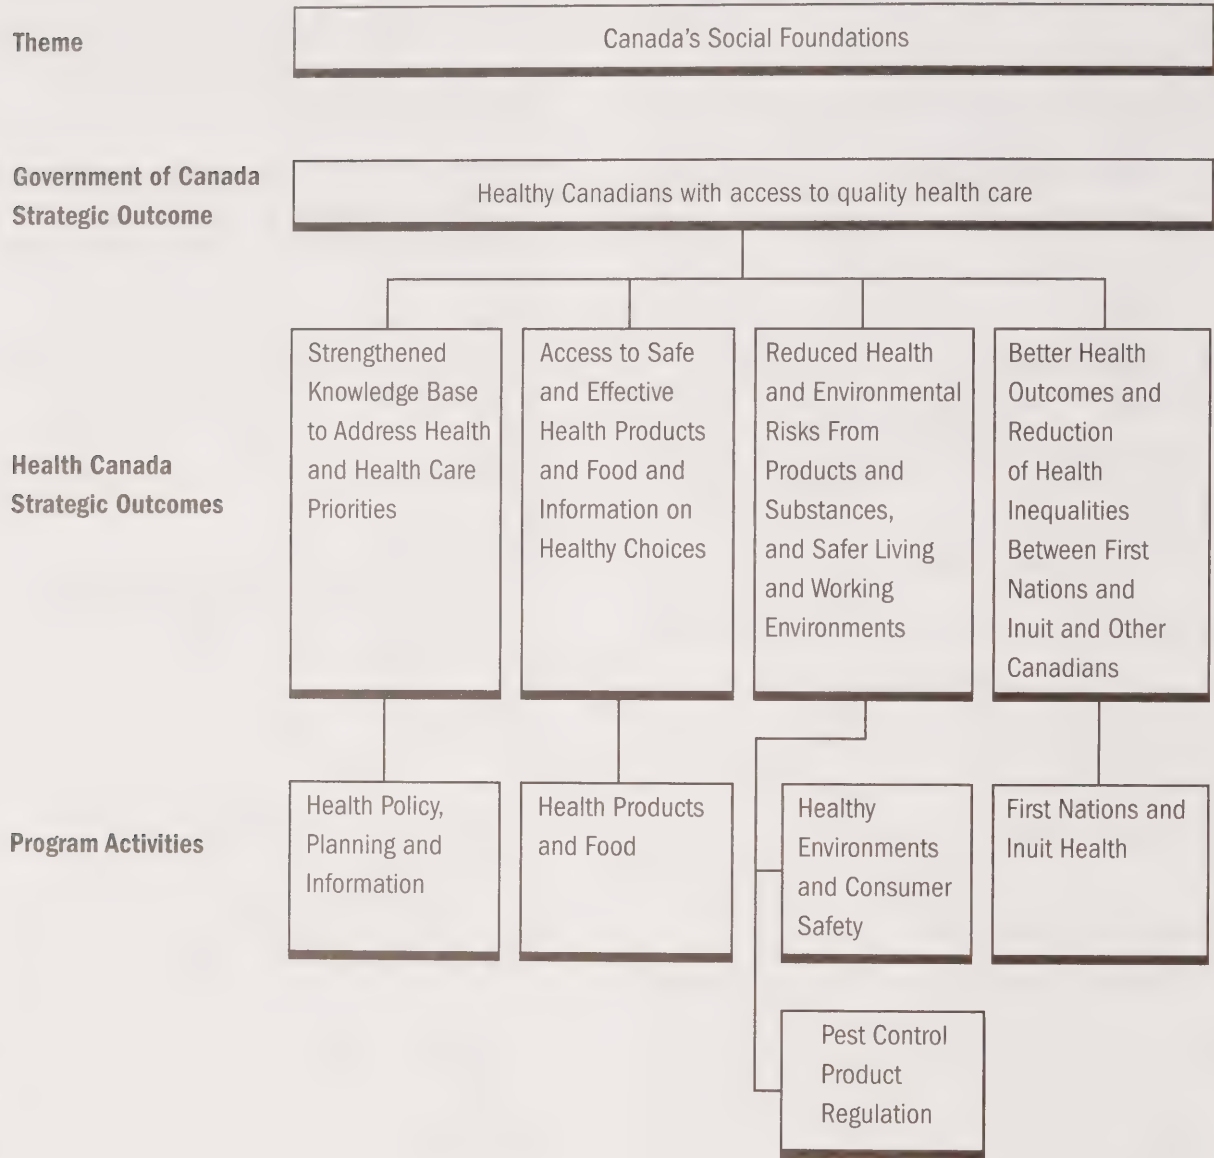 Theme
Canada's Social Foundations
Government of Canada
Strategic Outcome
Healthy Canadians with access to quality health care
Health Canada
Strategic Outcomes
Strengthened
Knowledge Base
to Address Health
and Health Care
Priorities
Access to Safe
and Effective
Health Products
and Food and
Information on
Healthy Choices
Reduced Health
and Environmental
Risks From
Products and
Substances,
and Safer Living
and Working
Environments
Better Health
Outcomes and
Reduction
of Health
Inequalities
Between First
Nations and
Inuit and Other
Canadians
Program Activities
Health Policy,
Planning and
Information
Health Products
and Food
Healthy
Environments
and Consumer
Safety
First Nations and
Inuit Health
Pest Control
Product
Regulation